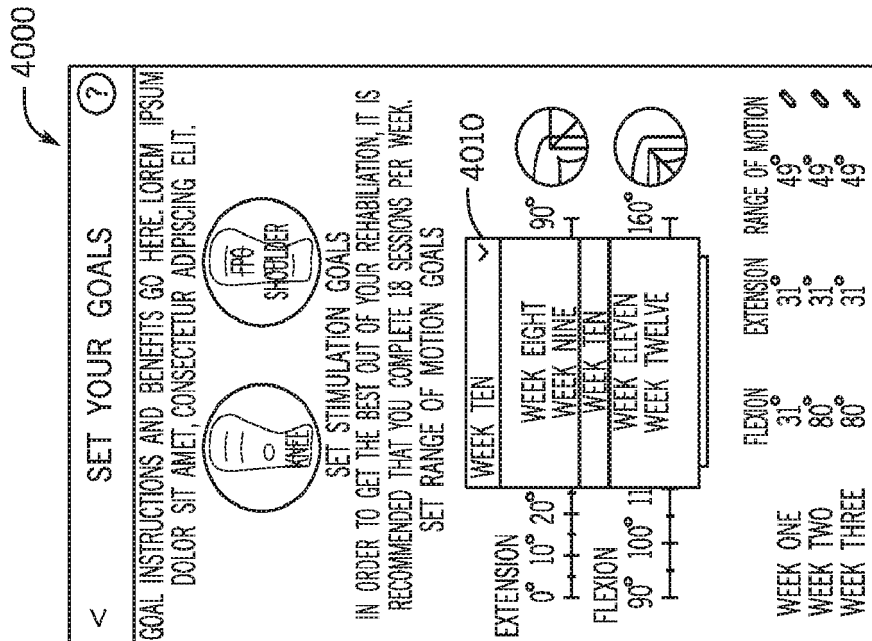 4000
< SET YOUR GOALS ?
GOAL INSTRUCTIONS AND BENEFITS GO HERE. LOREM IPSUM
DOLOR SIT AMET, CONSECTETUR ADIPISCING ELIT.
KNEE
FPO
SHOULDER
SET STIMULATION GOALS
IN ORDER TO GET THE BEST OUT OF YOUR REHABILIATION, IT IS
RECOMMENDED THAT YOU COMPLETE 18 SESSIONS PER WEEK.
SET RANGE OF MOTION GOALS
4010
WEEK TEN
WEEK EIGHT
WEEK NINE
WEEK TEN
WEEK ELEVEN
WEEK TWELVE
EXTENSION
0° 10° 20° 90°
FLEXION
90° 100° 11 160°
FLEXION EXTENSION RANGE OF MOTION
WEEK ONE 31° 31° 49°
WEEK TWO 80° 31° 49°
WEEK THREE 80° 31° 49°